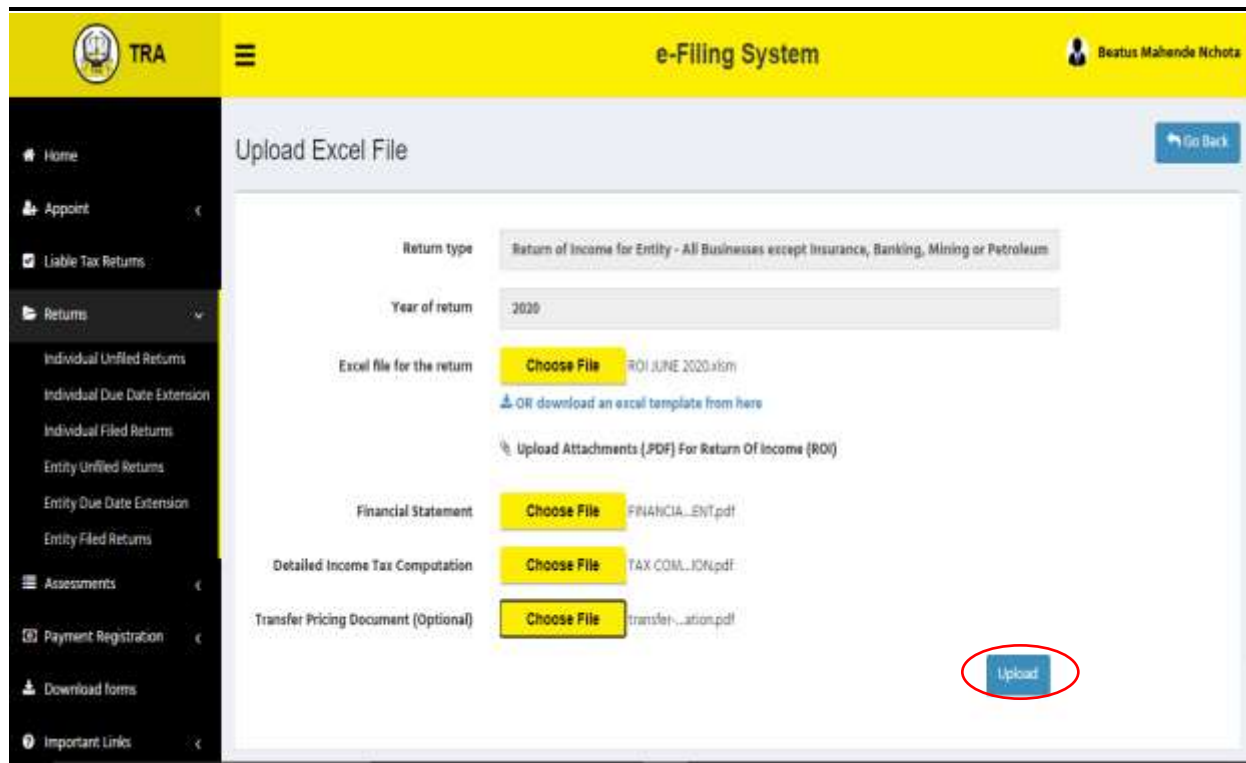 TRA
e-Filing System
Beatus Mahende Nchota
Home
Appoint
Liable Tax Returns
Returns
Individual Unfiled Returns
Individual Due Date Extension
Individual Filed Returns
Entity Unfiled Returns
Entity Due Date Extension
Entity Filed Returns
Assessments
Payment Registration
Download forms
Important Links
Upload Excel File
Go Back
Return type
Return of Income for Entity - All Businesses except Insurance, Banking, Mining or Petroleum
Year of return
2020
Excel file for the return
Choose File ROI JUNE 2020.xlsm
OR download an excel template from here
Upload Attachments (.PDF) For Return Of Income (ROI)
Financial Statement
Choose File FINANCIA...ENT.pdf
Detailed Income Tax Computation
Choose File TAX COM...ION.pdf
Transfer Pricing Document (Optional)
Choose File transfer-...ation.pdf
Upload